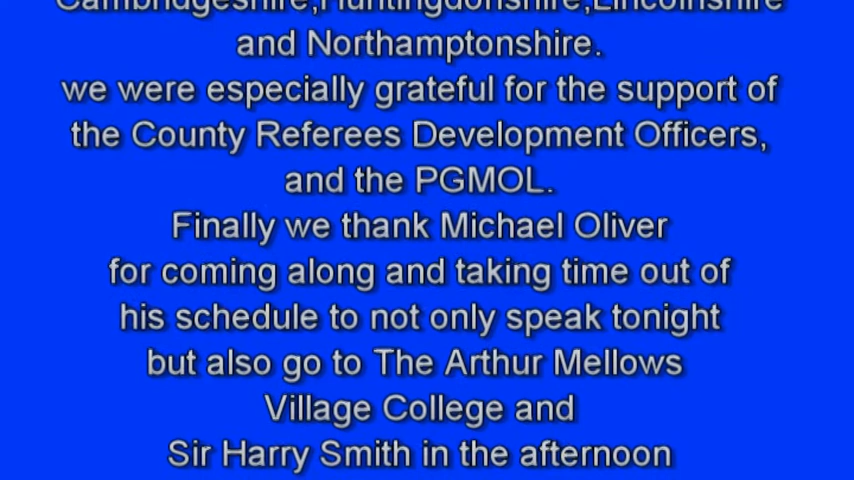 Cambridgeshire,Huntingdonshire,Lincolnshire
and Northamptonshire.
we were especially grateful for the support of
the County Referees Development Officers,
and the PGMOL.
Finally we thank Michael Oliver
for coming along and taking time out of
his schedule to not only speak tonight
but also go to The Arthur Mellows
Village College and
Sir Harry Smith in the afternoon